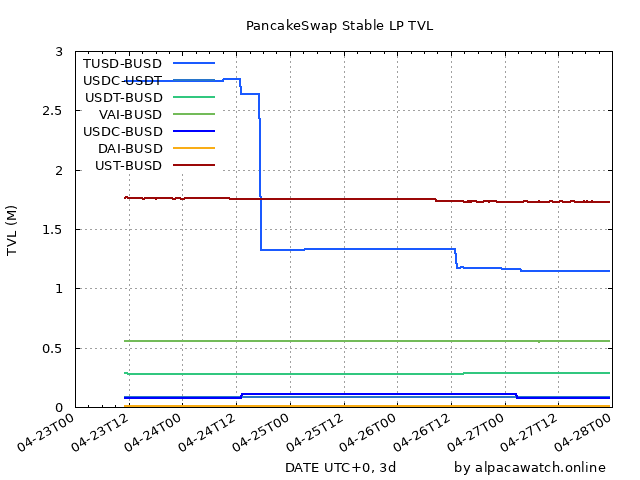 PancakeSwap Stable LP TVL
TVL (M)
3
2.5
2
1.5
1
0.5
0
TUSD-BUSD
USDC-USDT
USDT-BUSD
VAI-BUSD
USDC-BUSD
DAI-BUSD
UST-BUSD
04-23T00
04-23T12
04-24T00
04-24T12
04-25T00
04-25T12
04-26T00
04-26T12
04-27T00
04-27T12
04-28T00
DATE UTC+0, 3d
by alpacawatch.online